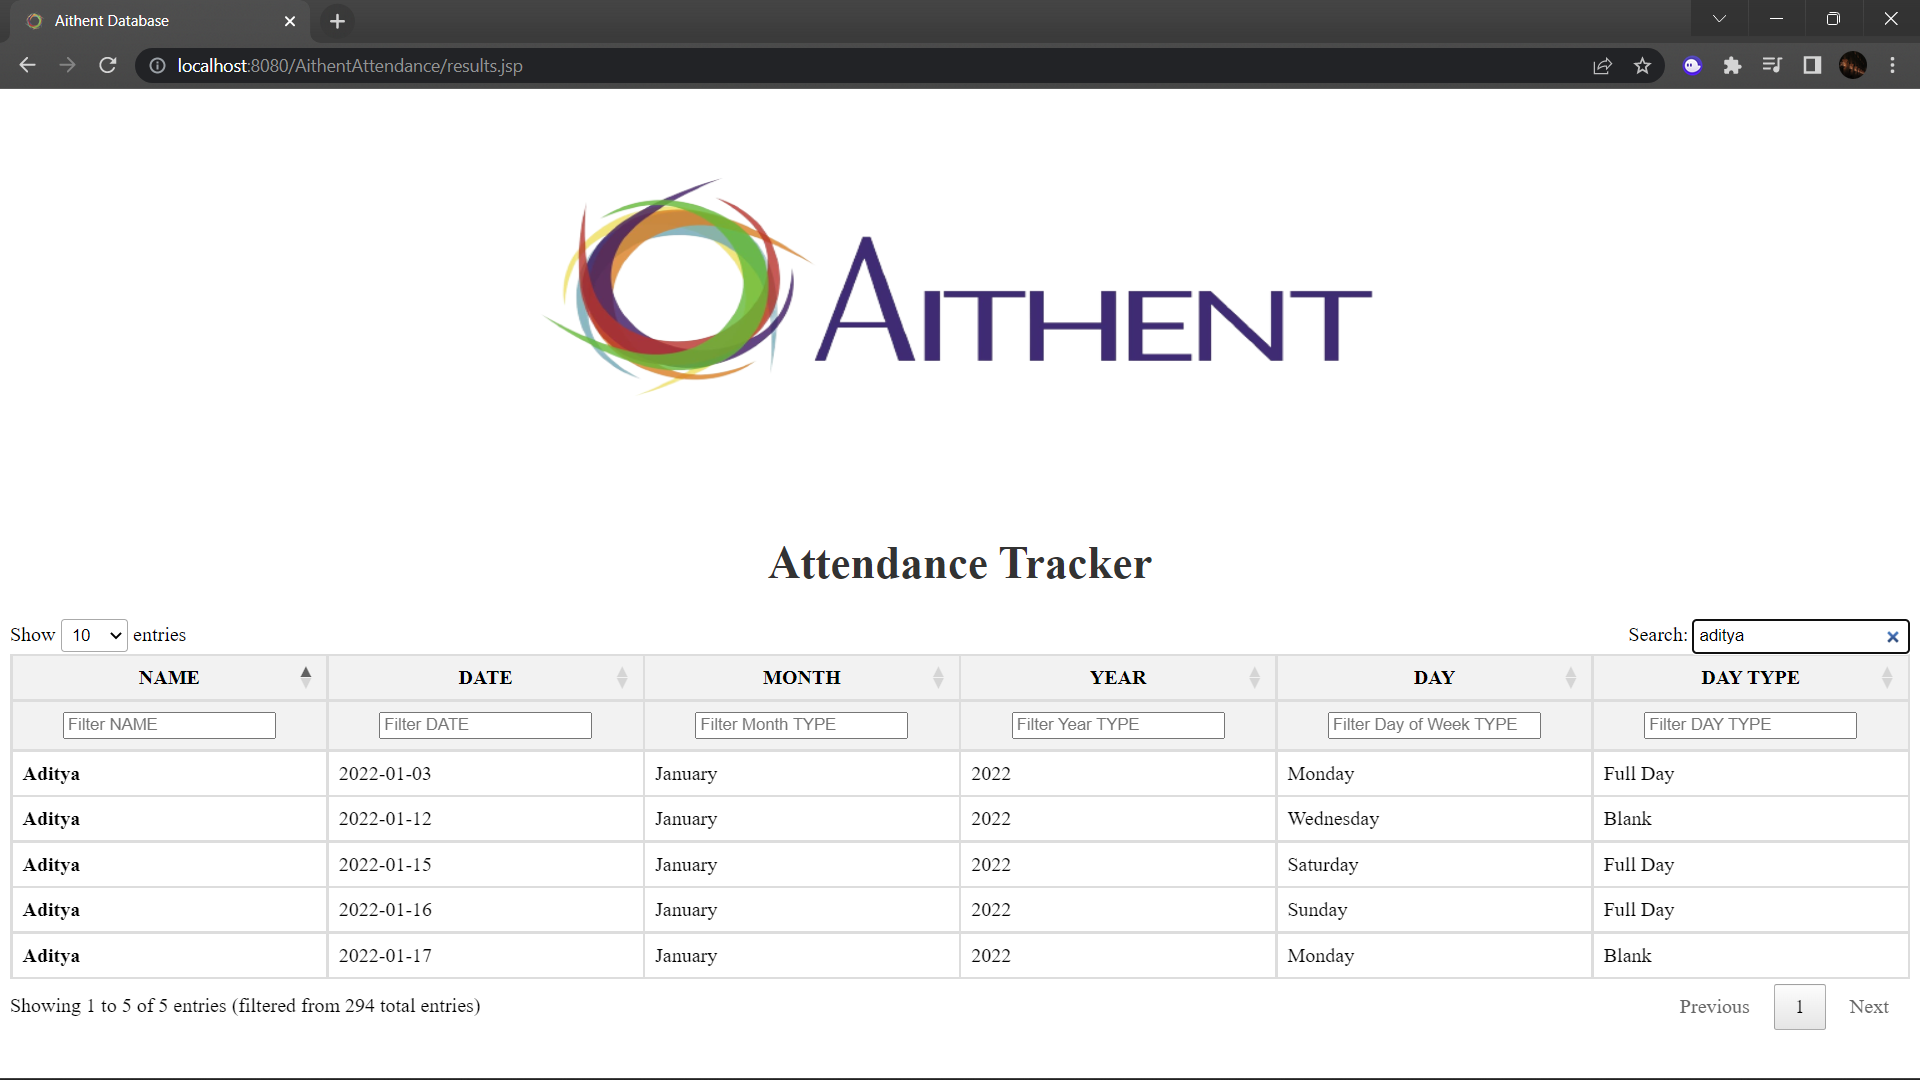 Aithent Database
localhost:8080/AithentAttendance/results.jsp
AITHENT
Attendance Tracker
Show 10 entries Search: aditya
NAME DATE MONTH YEAR DAY DAY TYPE
Filter NAME Filter DATE Filter Month TYPE Filter Year TYPE Filter Day of Week TYPE Filter DAY TYPE
Aditya 2022-01-03 January 2022 Monday Full Day
Aditya 2022-01-12 January 2022 Wednesday Blank
Aditya 2022-01-15 January 2022 Saturday Full Day
Aditya 2022-01-16 January 2022 Sunday Full Day
Aditya 2022-01-17 January 2022 Monday Blank
Showing 1 to 5 of 5 entries (filtered from 294 total entries) Previous 1 Next